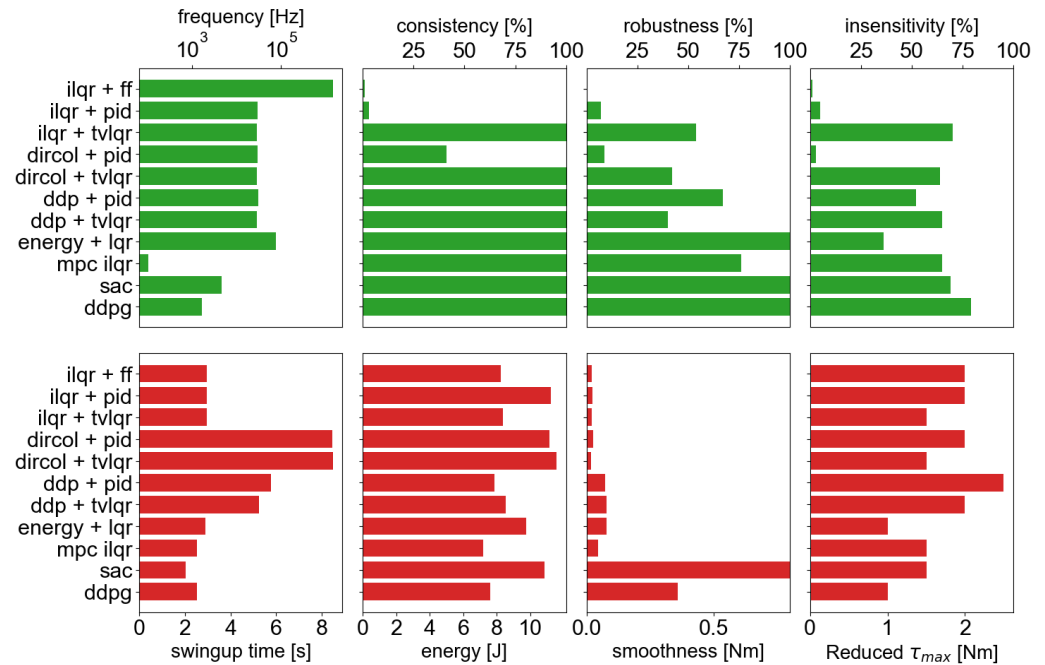 frequency [Hz] consistency [%] robustness [%] insensitivity [%]
10³ 10⁵ 25 50 75 100 25 50 75 100 25 50 75 100
ilqr + ff
ilqr + pid
ilqr + tvlqr
dircol + pid
dircol + tvlqr
ddp + pid
ddp + tvlqr
energy + lqr
mpc ilqr
sac
ddpg
ilqr + ff
ilqr + pid
ilqr + tvlqr
dircol + pid
dircol + tvlqr
ddp + pid
ddp + tvlqr
energy + lqr
mpc ilqr
sac
ddpg
0 2 4 6 8 0 2 4 6 8 10 0.0 0.5 0 1 2
swingup time [s] energy [J] smoothness [Nm] Reduced τmax [Nm]